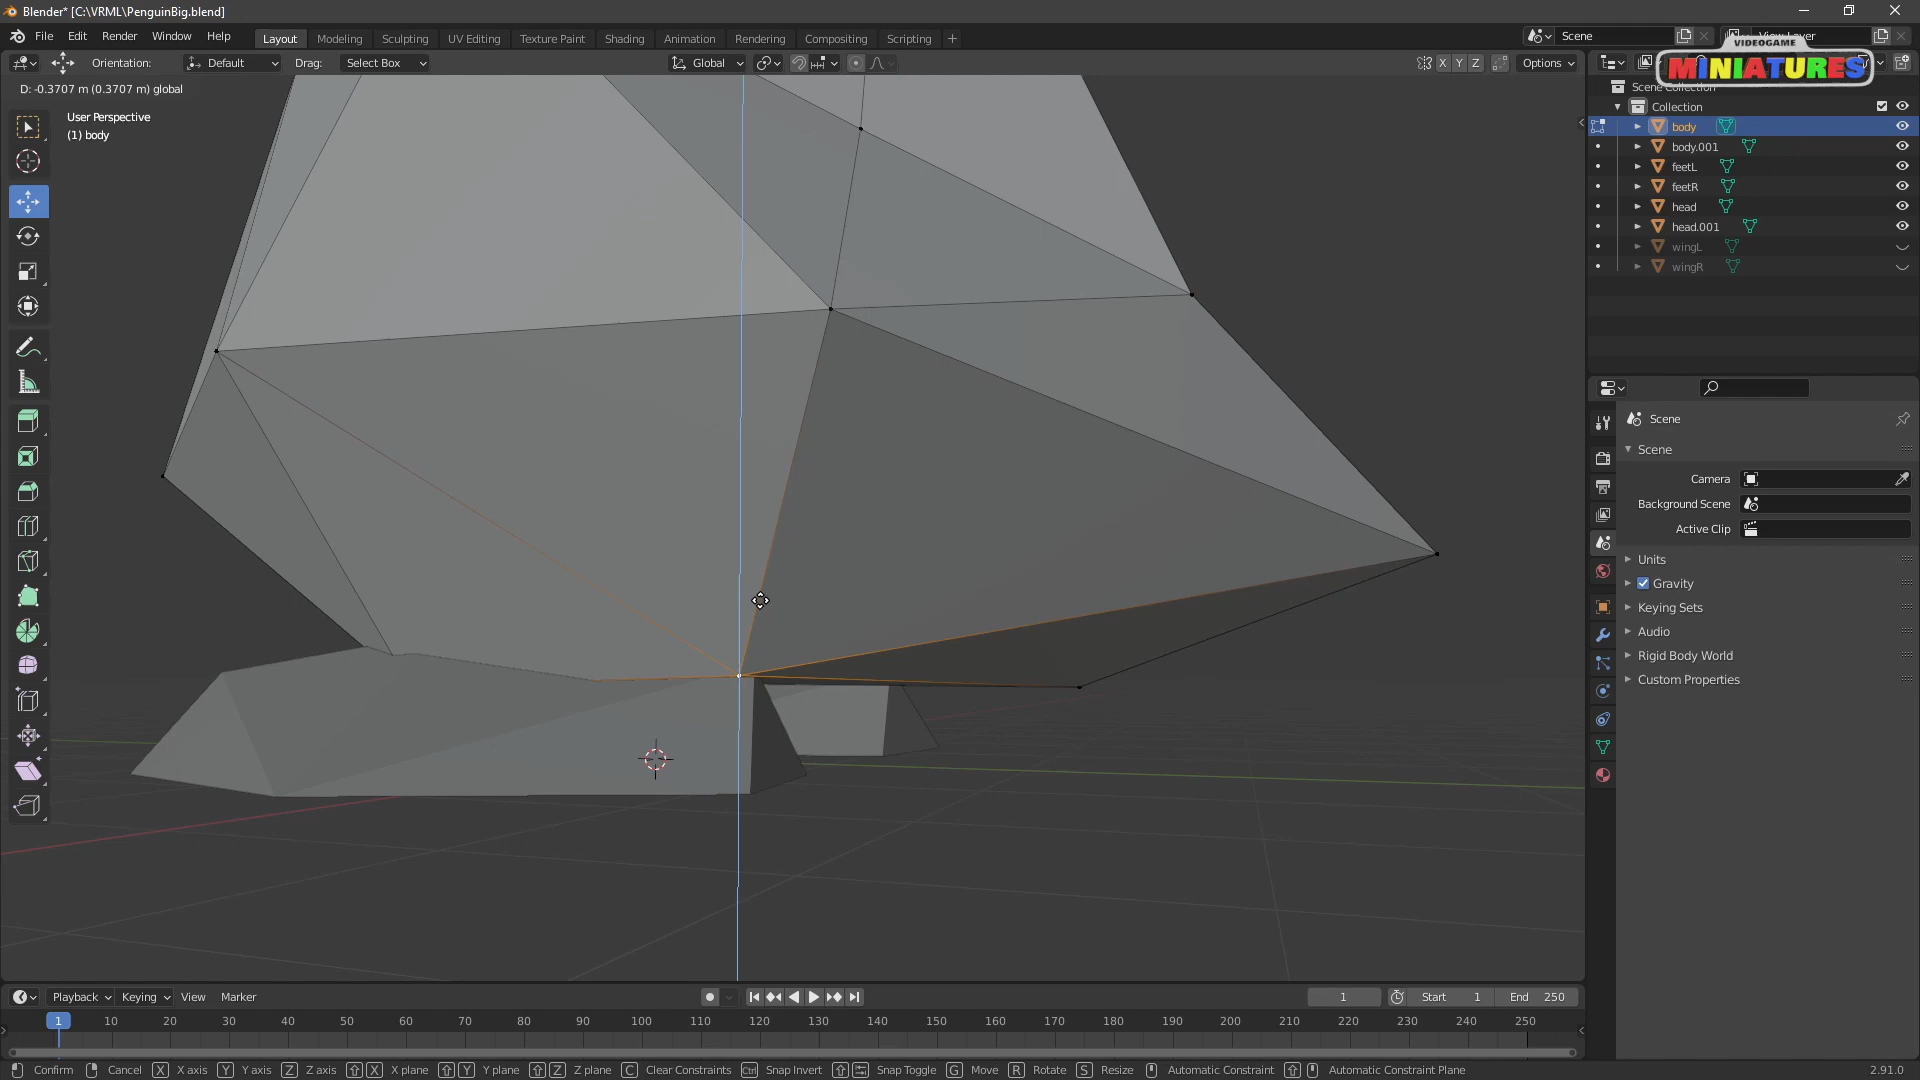 Blender* [C:\VRML\PenguinBig.blend]
File Edit Render Window Help
Layout Modeling Sculpting UV Editing Texture Paint Shading Animation Rendering Compositing Scripting
Scene
View Layer
Orientation: Default Drag: Select Box
Global
X Y Z
Options
VIDEOGAME
MINIATURES
D: -0.3707 m (0.3707 m) global
User Perspective
(1) body
Scene Collection
Collection
body
body.001
feetL
feetR
head
head.001
wingL
wingR
Scene
Scene
Camera
Background Scene
Active Clip
Units
Gravity
Keying Sets
Audio
Rigid Body World
Custom Properties
Playback Keying View Marker
1
Start 1
End 250
1 10 20 30 40 50 60 70 80 90 100 110 120 130 140 150 160 170 180 190 200 210 220 230 240 250
Confirm Cancel X X axis Y Y axis Z Z axis X X plane Y Y plane Z Z plane C Clear Constraints Ctrl Snap Invert Snap Toggle G Move R Rotate S Resize Automatic Constraint Automatic Constraint Plane
2.91.0